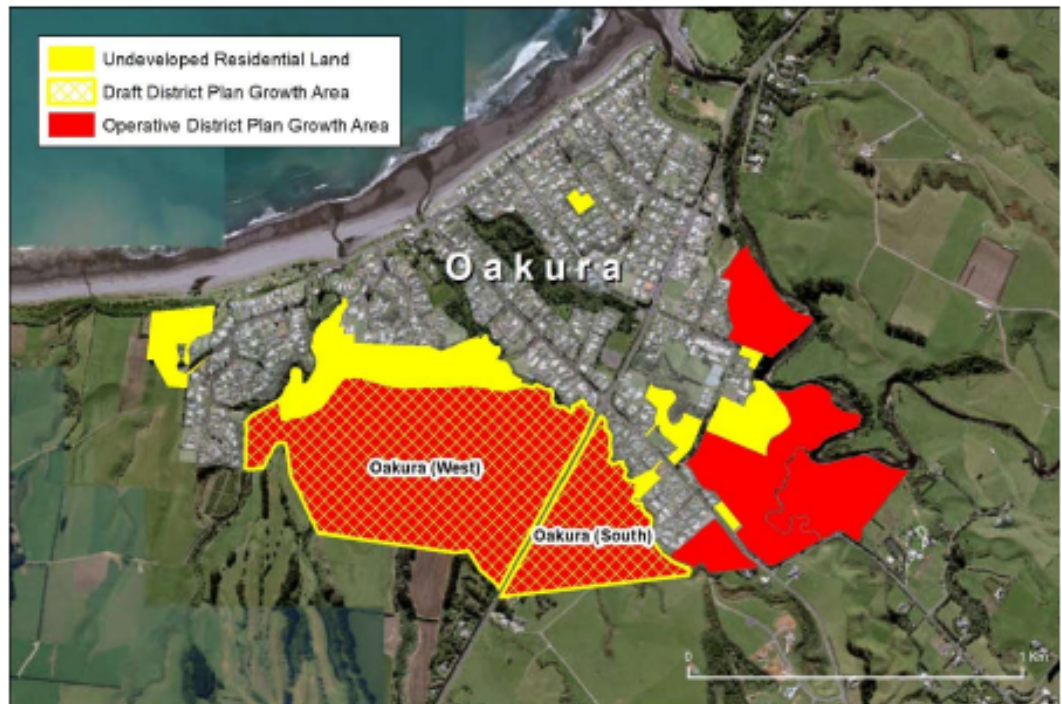 Undeveloped Residential Land
Draft District Plan Growth Area
Operative District Plan Growth Area
Oakura
Oakura (West)
Oakura (South)
0 1 Km